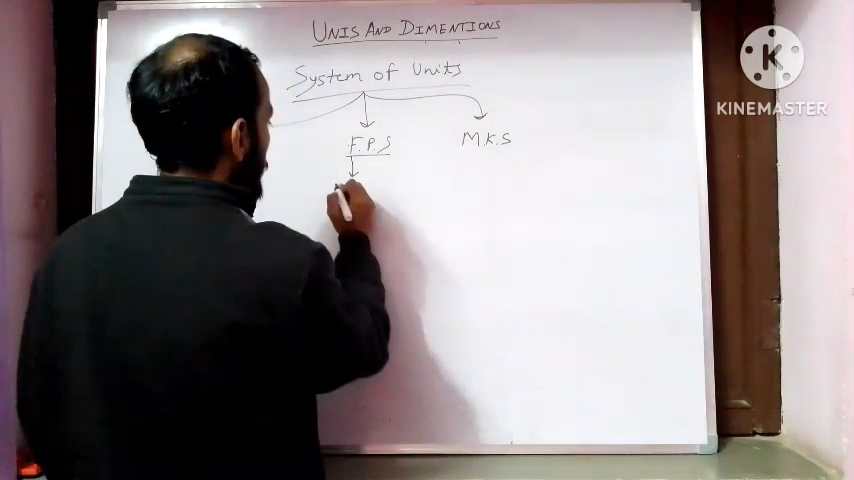 UNIS AND DIMENTIONS
System of Units
F.P.S M.K.S
K
KINEMASTER